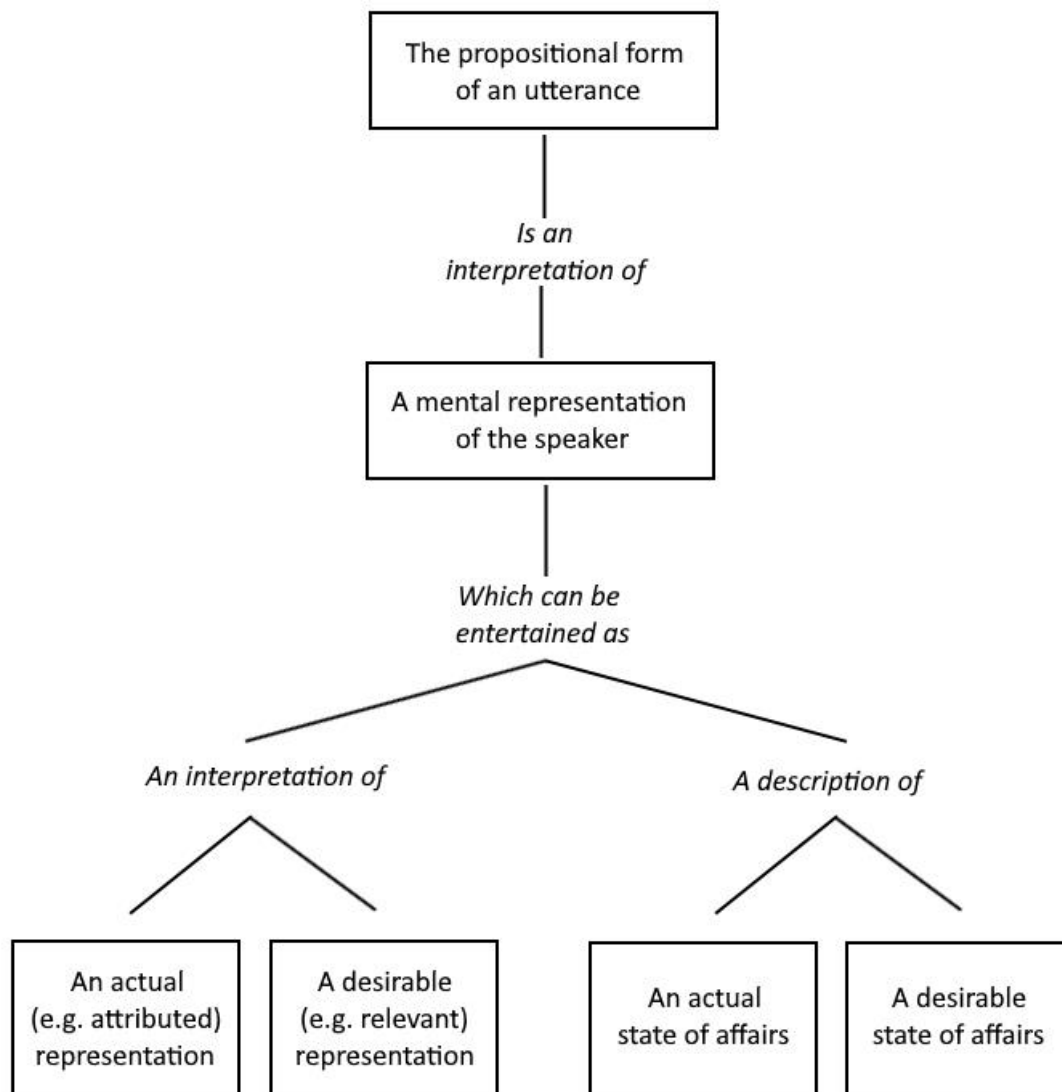 The propositional form
of an utterance
Is an
interpretation of
A mental representation
of the speaker
Which can be
entertained as
An interpretation of
A description of
An actual
(e.g. attributed)
representation
A desirable
(e.g. relevant)
representation
An actual
state of affairs
A desirable
state of affairs